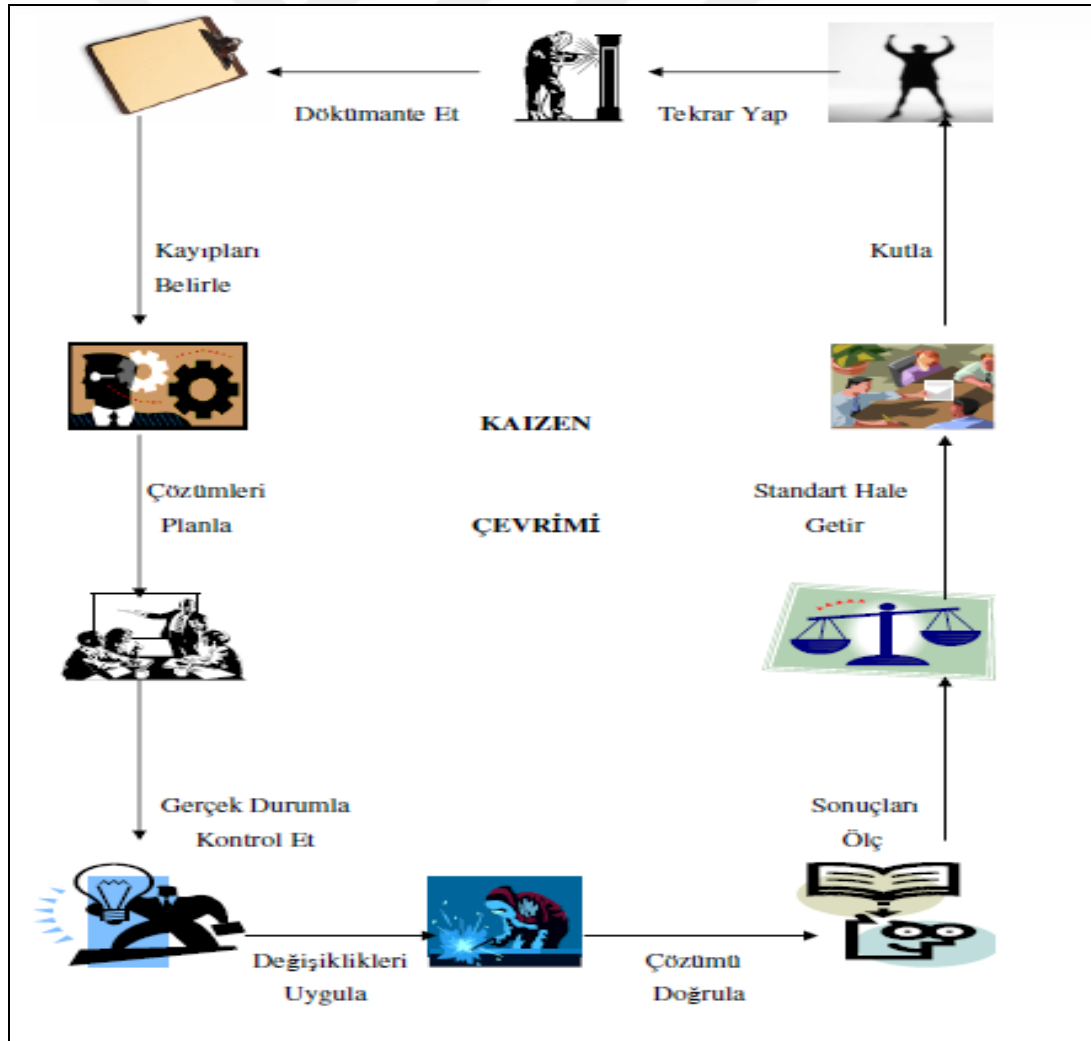 Dökümante Et
Tekrar Yap
Kayıpları
Belirle
Kutla
KAIZEN
Çözümleri
Planla
ÇEVRİMİ
Standart Hale
Getir
Gerçek Durumla
Kontrol Et
Sonuçları
Ölç
Değişiklikleri
Uygula
Çözümü
Doğrula